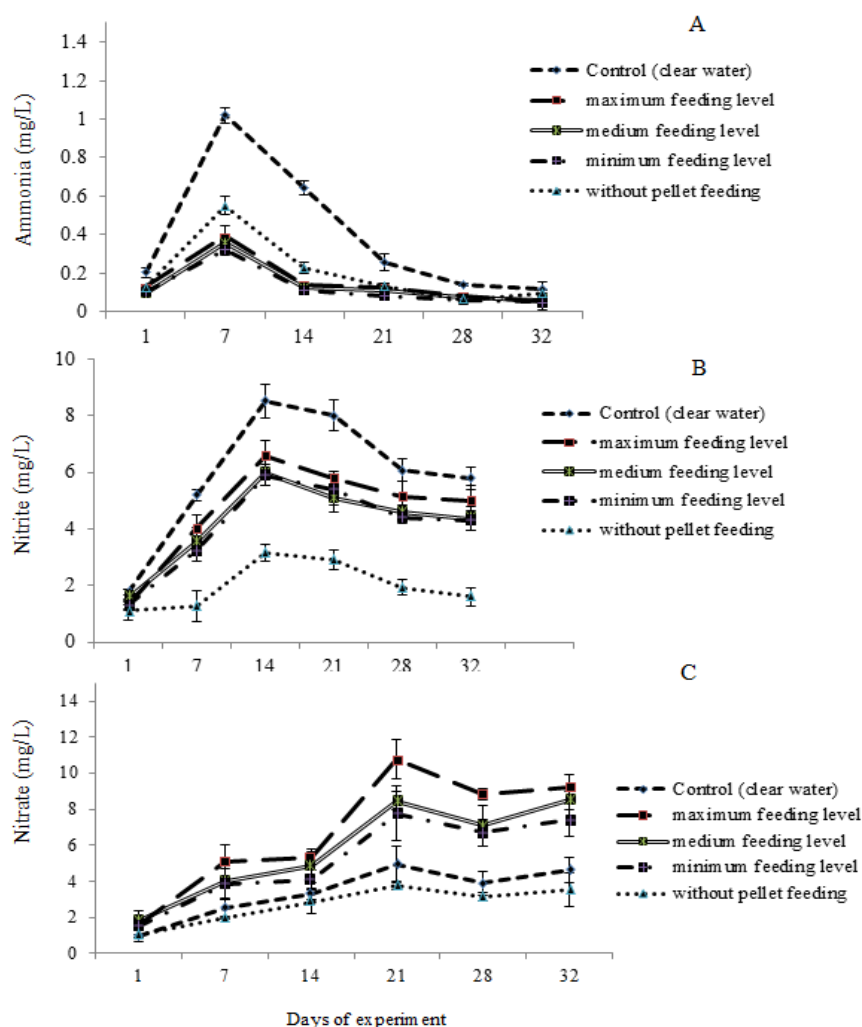 A
Ammonia (mg/L)
1.4
1.2
1
0.8
0.6
0.4
0.2
0
1 7 14 21 28 32
Control (clear water)
maximum feeding level
medium feeding level
minimum feeding level
without pellet feeding
B
Nitrite (mg/L)
10
8
6
4
2
0
1 7 14 21 28 32
Control (clear water)
maximum feeding level
medium feeding level
minimum feeding level
without pellet feeding
C
Nitrate (mg/L)
14
12
10
8
6
4
2
0
1 7 14 21 28 32
Control (clear water)
maximum feeding level
medium feeding level
minimum feeding level
without pellet feeding
Days of experiment